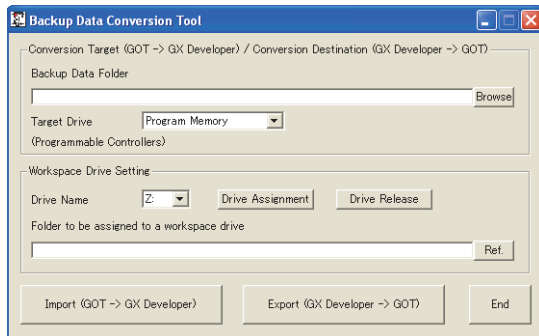 Backup Data Conversion Tool
Conversion Target (GOT -> GX Developer) / Conversion Destination (GX Developer -> GOT)
Backup Data Folder
Browse
Target Drive Program Memory
(Programmable Controllers)
Workspace Drive Setting
Drive Name Z: Drive Assignment Drive Release
Folder to be assigned to a workspace drive
Ref.
Import (GOT -> GX Developer) Export (GX Developer -> GOT) End